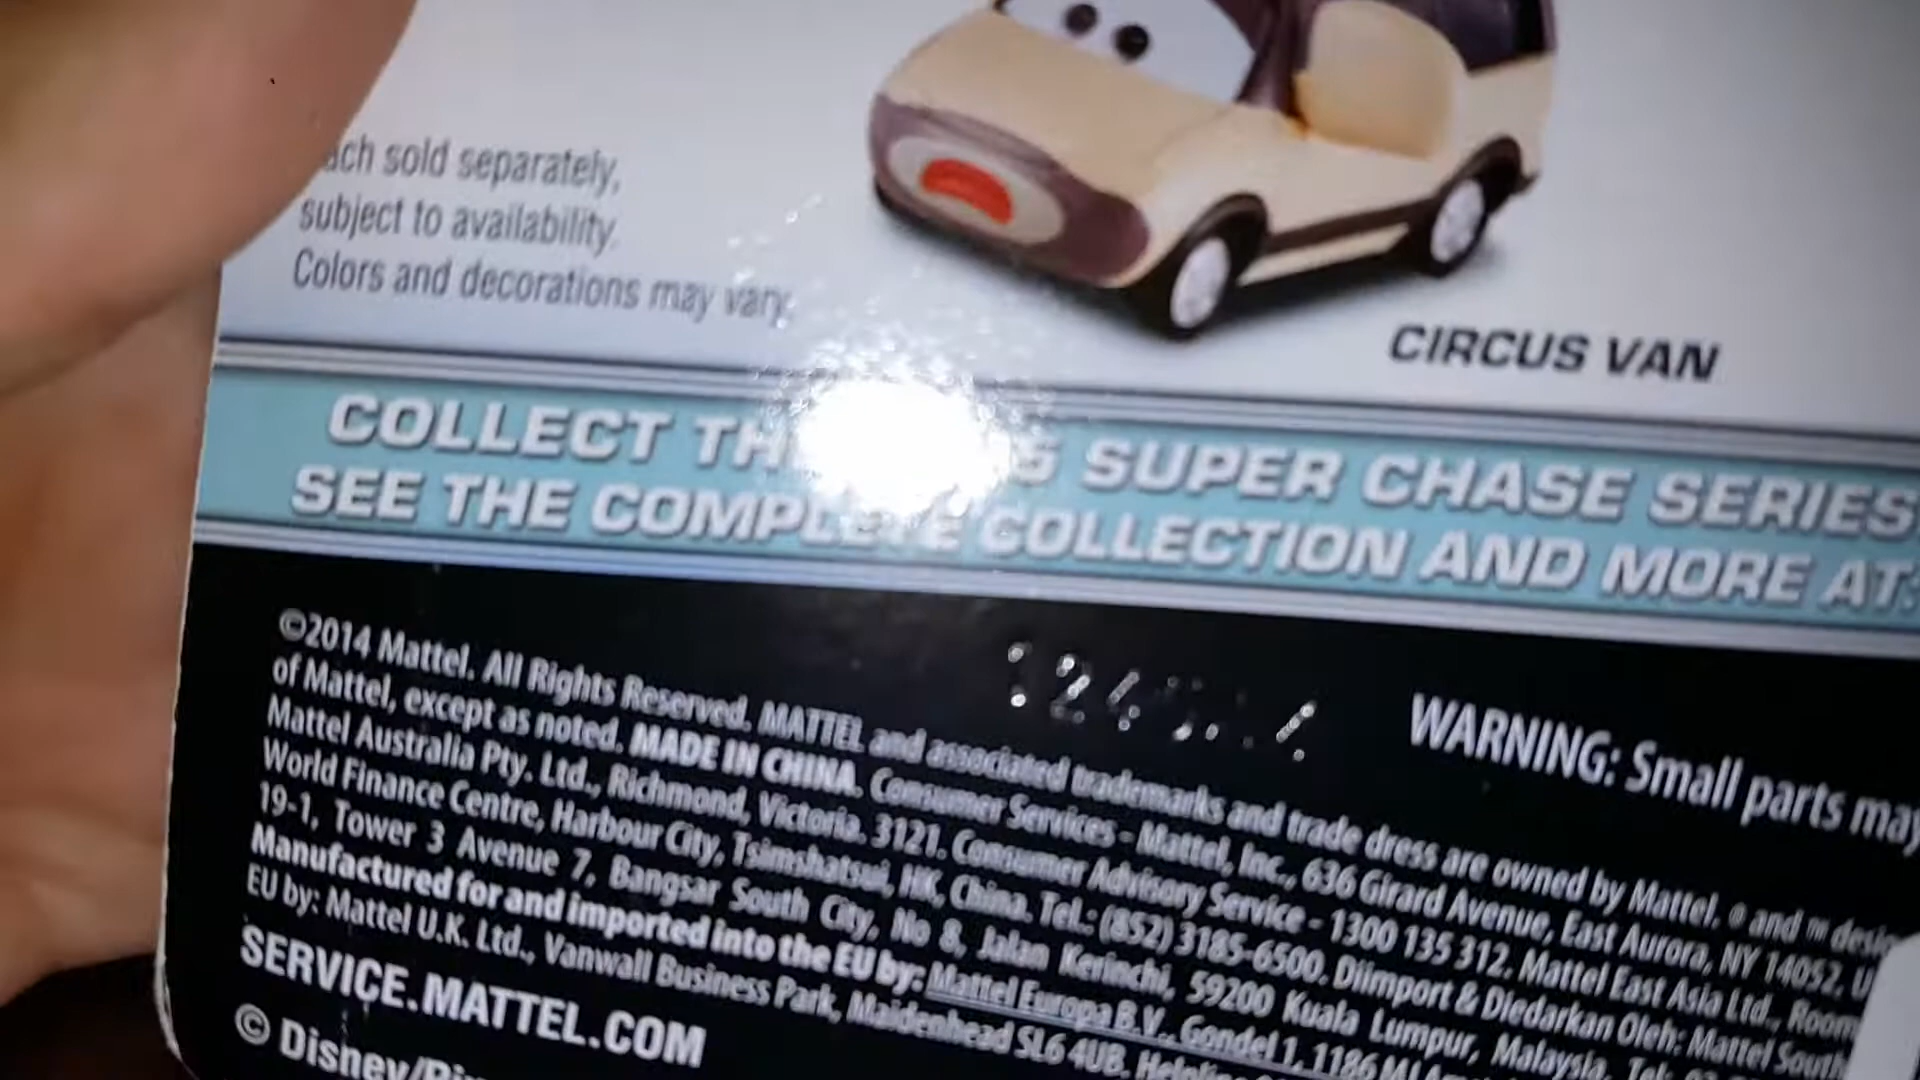 ach sold separately,
subject to availability.
Colors and decorations may vary.
CIRCUS VAN
COLLECT SUPER CHASE SERIES
SEE THE COMPLETE COLLECTION AND MORE AT:
©2014 Mattel. All Rights Reserved. MATTEL and associated trademarks and trade dress are owned by Mattel. ® and ™ desi
of Mattel, except as noted. MADE IN CHINA. Consumer Services - Mattel, Inc., 636 Girard Avenue, East Aurora, NY 14052, U
Mattel Australia Pty. Ltd., Richmond, Victoria. 3121. Consumer Advisory Service - 1300 135 312. Mattel East Asia Ltd., Room
World Finance Centre, Harbour City, Tsimshatsui, HK, China. Tel.: (852) 3185-6500. Diimport & Diedarkan Oleh: Mattel South
19-1, Tower 3 Avenue 7, Bangsar South City, No 8, Jalan Kerinchi, 59200 Kuala Lumpur, Malaysia. Tel:
Manufactured for and imported into the EU by: Mattel Europa B.V., Gondel 1, 1186 MJ
EU by: Mattel U.K. Ltd., Vanwall Business Park, Maidenhead SL6 4UB. Helpline
WARNING: Small parts may
SERVICE.MATTEL.COM
© Disney/Pi